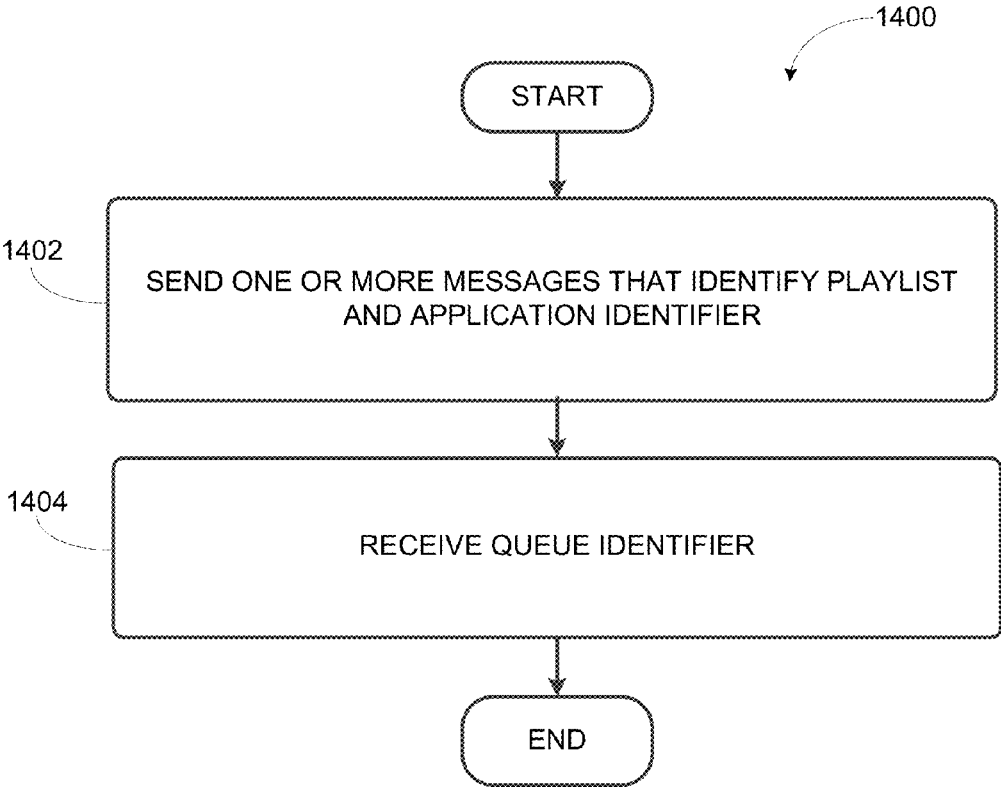 1400
START
1402
SEND ONE OR MORE MESSAGES THAT IDENTIFY PLAYLIST
AND APPLICATION IDENTIFIER
1404
RECEIVE QUEUE IDENTIFIER
END